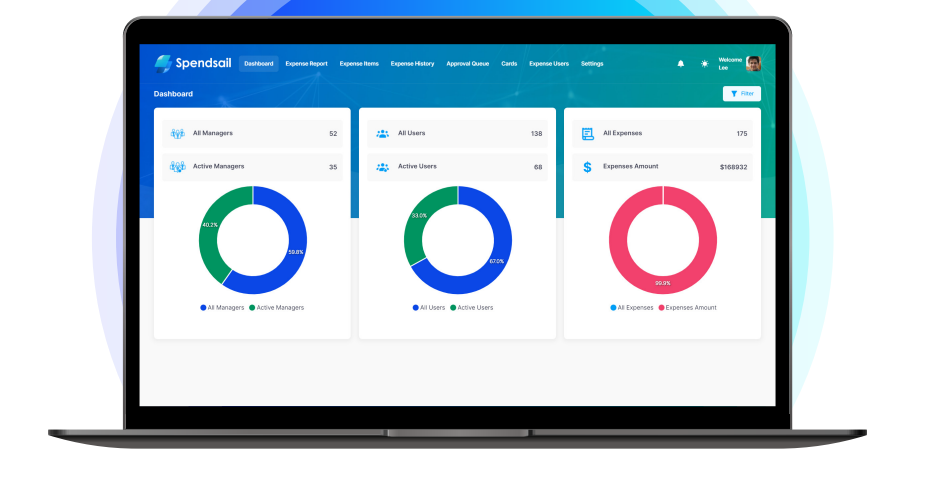 Spendsail Dashboard Expense Report Expense Items Expense History Approval Queue Cards Expense Users Settings Welcome
Lee
Dashboard Filter
All Managers 52
Active Managers 35
40.2%
59.8%
All Managers Active Managers
All Users 138
Active Users 68
33.0%
67.0%
All Users Active Users
All Expenses 175
Expenses Amount $168932
99.9%
All Expenses Expenses Amount